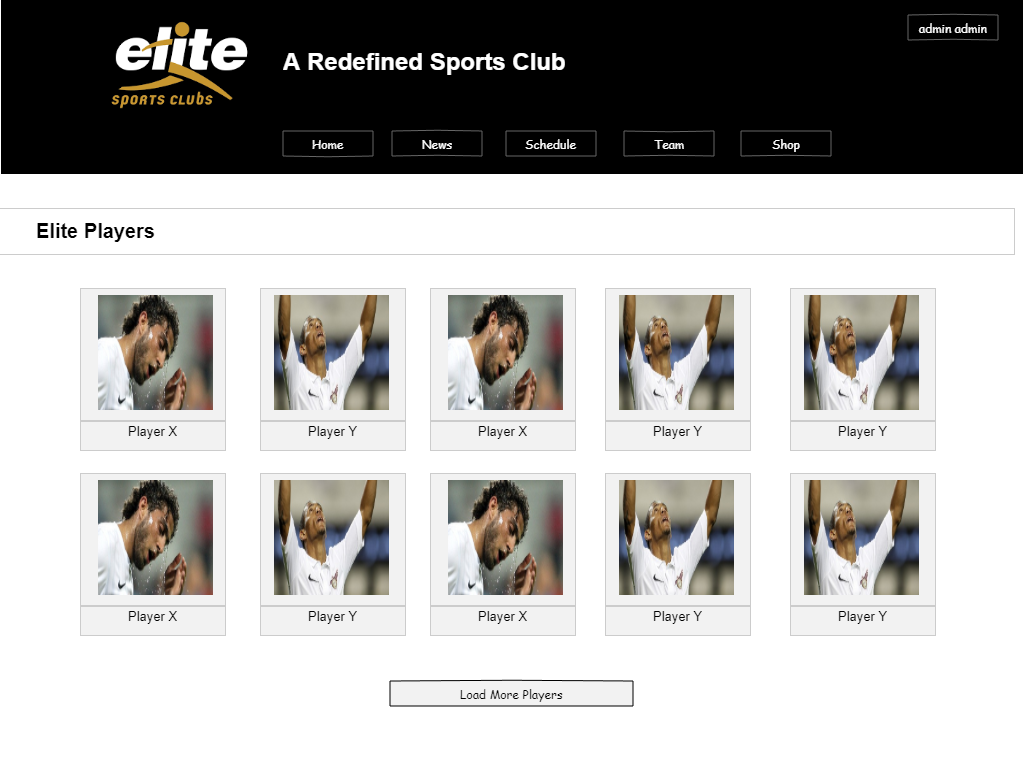 admin admin
elite
SPORTS CLUBS
A Redefined Sports Club
Home News Schedule Team Shop
Elite Players
Player X Player Y Player X Player Y Player Y
Player X Player Y Player X Player Y Player Y
Load More Players